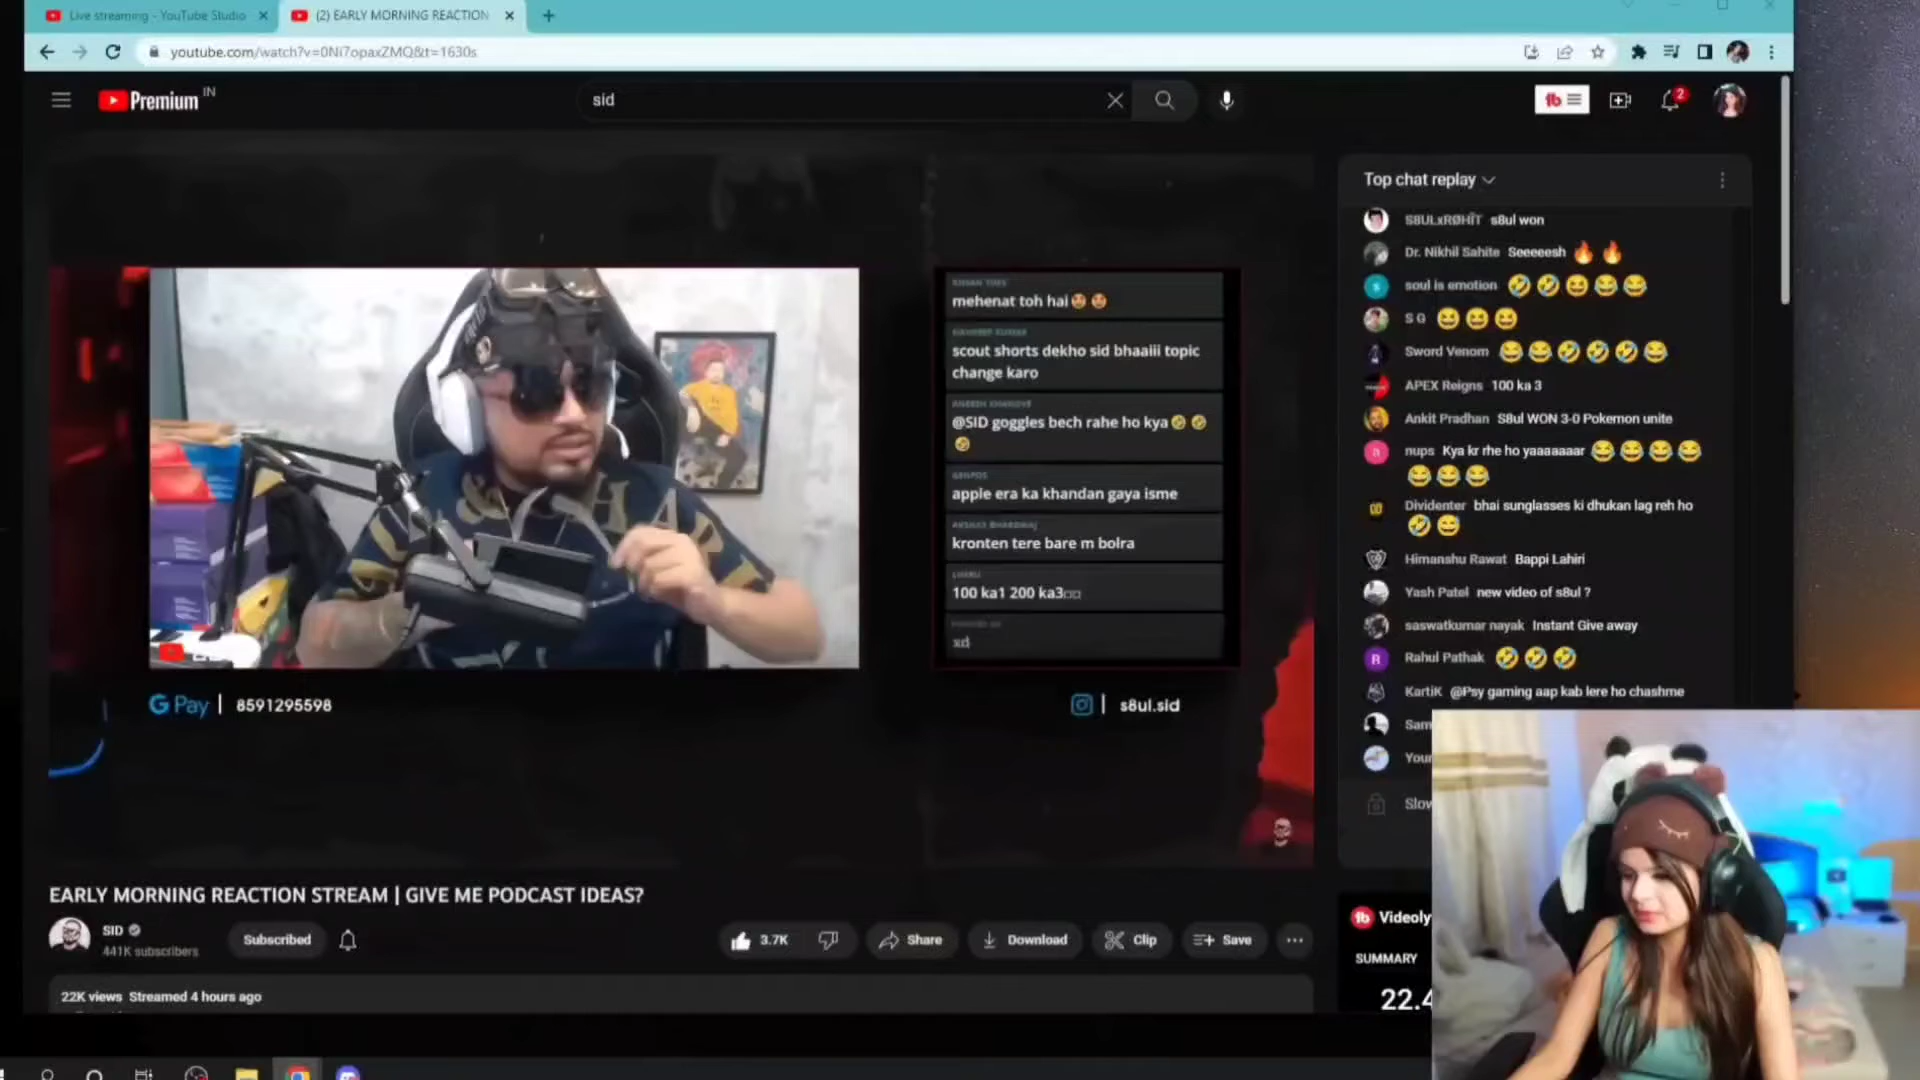 Live streaming - YouTube Studio
(2) EARLY MORNING REACTION
youtube.com/watch?v=0Ni7opaxZMQ&t=1630s
Premium IN
sid
2
Top chat replay
S8ULxRØHÎT s8ul won
Dr. Nikhil Sahite Seeeeesh 🔥🔥
soul is emotion 🤣🤣😆😂😂
S G 😆😆😆
Sword Venom 😂😂🤣🤣🤣😂
APEX Reigns 100 ka 3
Ankit Pradhan S8ul WON 3-0 Pokemon unite
nups Kya kr rhe ho yaaaaaaar 😂😂😂😂
😂😂😂
Dividenter bhai sunglasses ki dhukan lag reh ho
🤣😅
Himanshu Rawat Bappi Lahiri
Yash Patel new video of s8ul ?
saswatkumar nayak Instant Give away
Rahul Pathak 🤣🤣🤣
KartiK @Psy gaming aap kab lere ho chashme
Sam
Your
Slow
mehenat toh hai
scout shorts dekho sid bhaaiii topic
change karo
@SID goggles bech rahe ho kya 🤣🤣
🤣
apple era ka khandan gaya isme
kronten tere bare m bolra
100 ka1 200 ka3
xd
G Pay | 8591295598
| s8ul.sid
EARLY MORNING REACTION STREAM | GIVE ME PODCAST IDEAS?
SID
441K subscribers
Subscribed
3.7K
Share
Download
Clip
Save
22K views Streamed 4 hours ago
Videoly
SUMMARY
22.4